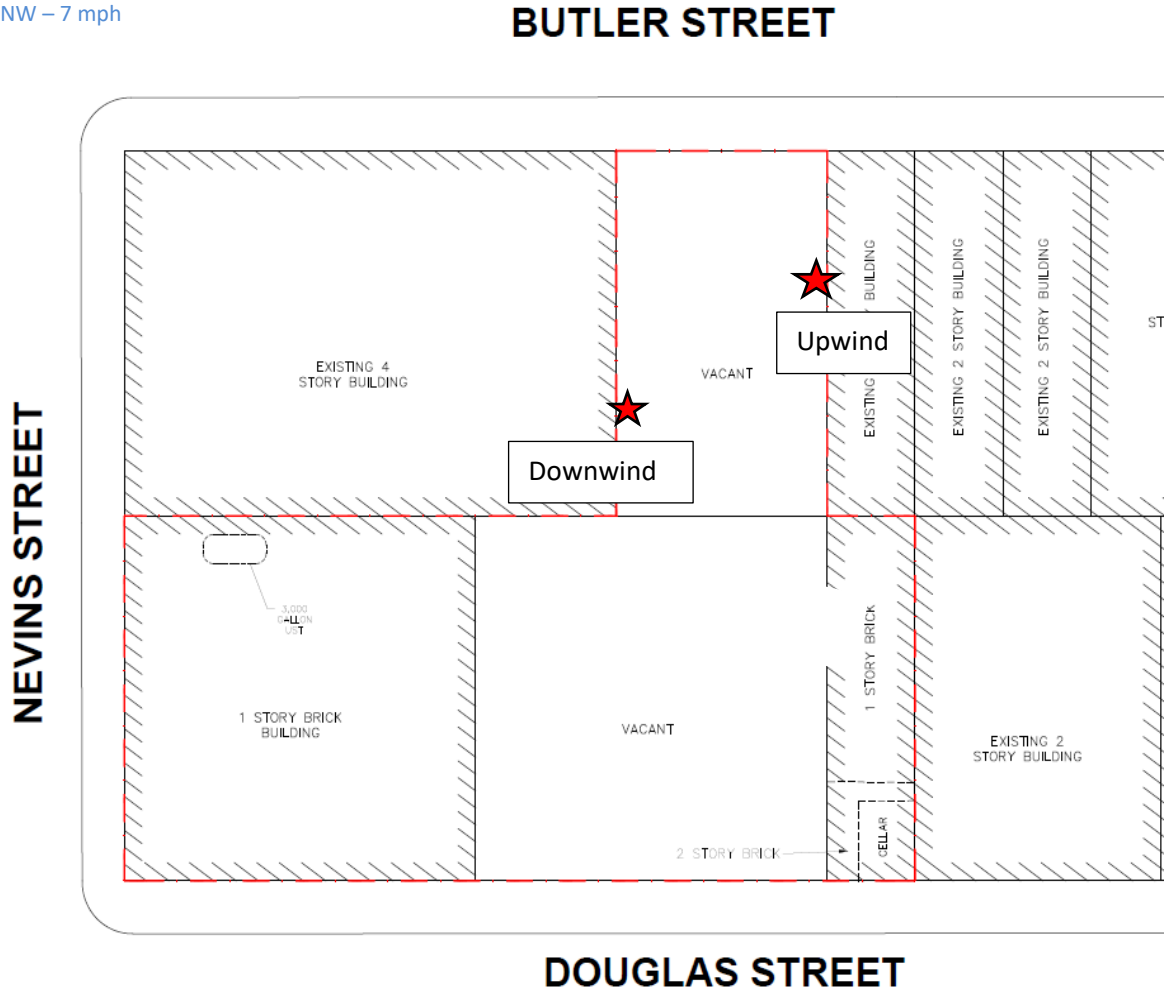 NW – 7 mph
BUTLER STREET
NEVINS STREET
EXISTING 4
STORY BUILDING
VACANT
Upwind
Downwind
EXISTING BUILDING
EXISTING 2 STORY BUILDING
EXISTING 2 STORY BUILDING
ST
3,000
GALLON
UST
1 STORY BRICK
BUILDING
VACANT
1 STORY BRICK
EXISTING 2
STORY BUILDING
2 STORY BRICK
CELLAR
DOUGLAS STREET